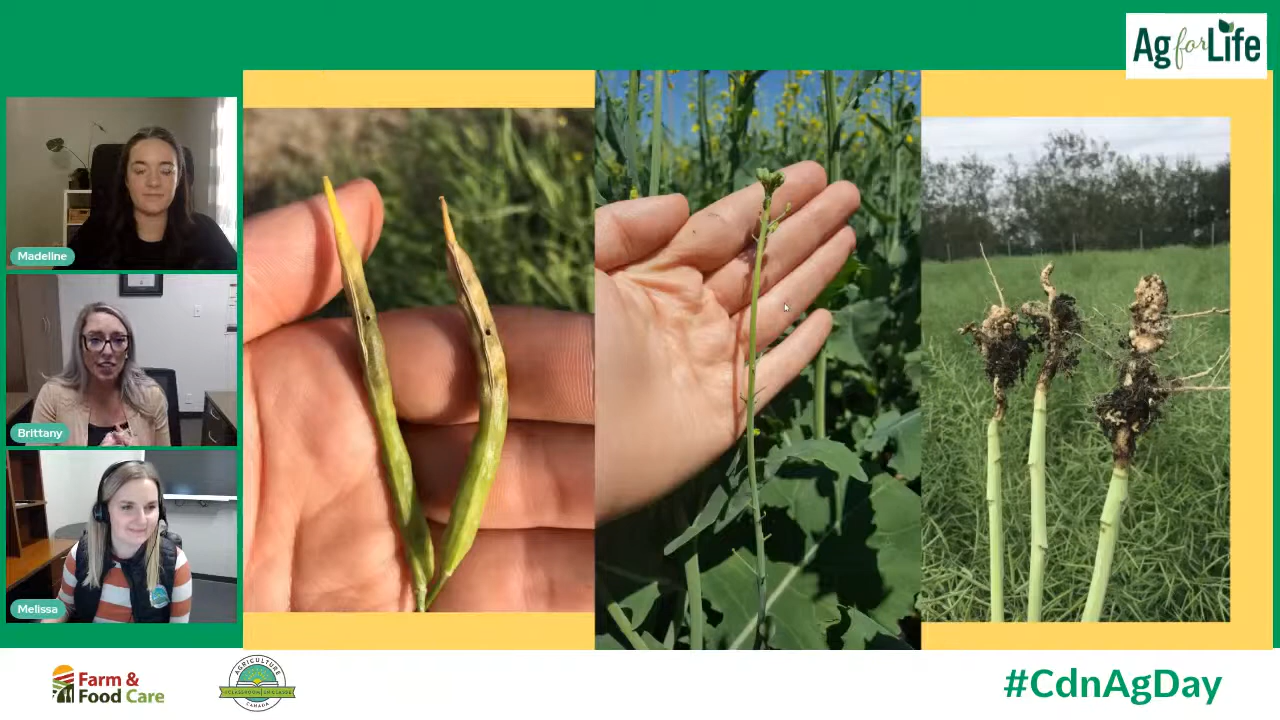 Ag for Life
Madeline
Brittany
Melissa
Farm &
Food Care
AGRICULTURE
CANADA
#CdnAgDay